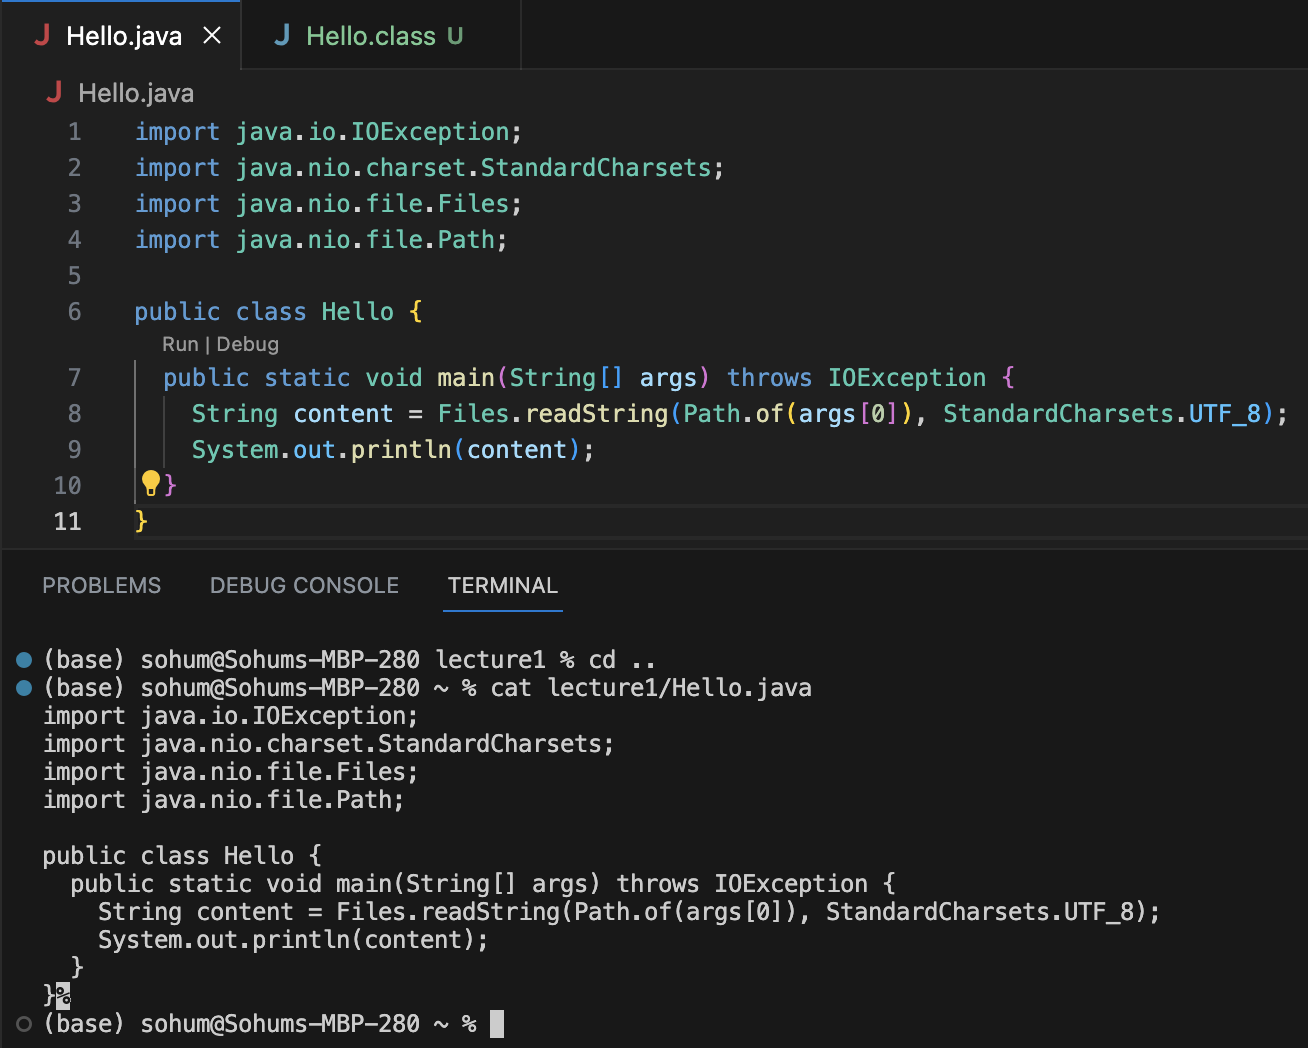 J Hello.java ×
J Hello.class U
J Hello.java
1 import java.io.IOException;
2 import java.nio.charset.StandardCharsets;
3 import java.nio.file.Files;
4 import java.nio.file.Path;
5
6 public class Hello {
Run | Debug
7   public static void main(String[] args) throws IOException {
8     String content = Files.readString(Path.of(args[0]), StandardCharsets.UTF_8);
9     System.out.println(content);
10   }
11 }
PROBLEMS DEBUG CONSOLE TERMINAL
(base) sohum@Sohums-MBP-280 lecture1 % cd ..
(base) sohum@Sohums-MBP-280 ~ % cat lecture1/Hello.java
import java.io.IOException;
import java.nio.charset.StandardCharsets;
import java.nio.file.Files;
import java.nio.file.Path;

public class Hello {
  public static void main(String[] args) throws IOException {
    String content = Files.readString(Path.of(args[0]), StandardCharsets.UTF_8);
    System.out.println(content);
  }
}%
(base) sohum@Sohums-MBP-280 ~ %